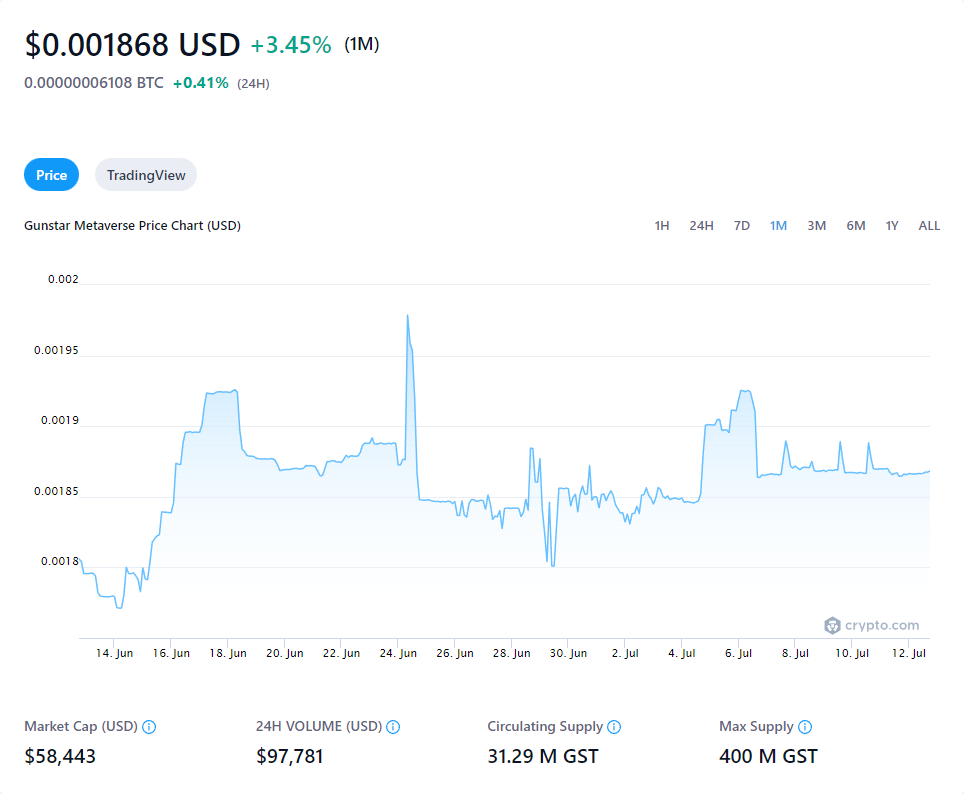 $0.001868 USD +3.45% (1M)
0.00000006108 BTC +0.41% (24H)
Price TradingView
Gunstar Metaverse Price Chart (USD) 1H 24H 7D 1M 3M 6M 1Y ALL
0.002
0.00195
0.0019
0.00185
0.0018
crypto.com
14. Jun 16. Jun 18. Jun 20. Jun 22. Jun 24. Jun 26. Jun 28. Jun 30. Jun 2. Jul 4. Jul 6. Jul 8. Jul 10. Jul 12. Jul
Market Cap (USD) 24H VOLUME (USD) Circulating Supply Max Supply
$58,443 $97,781 31.29 M GST 400 M GST